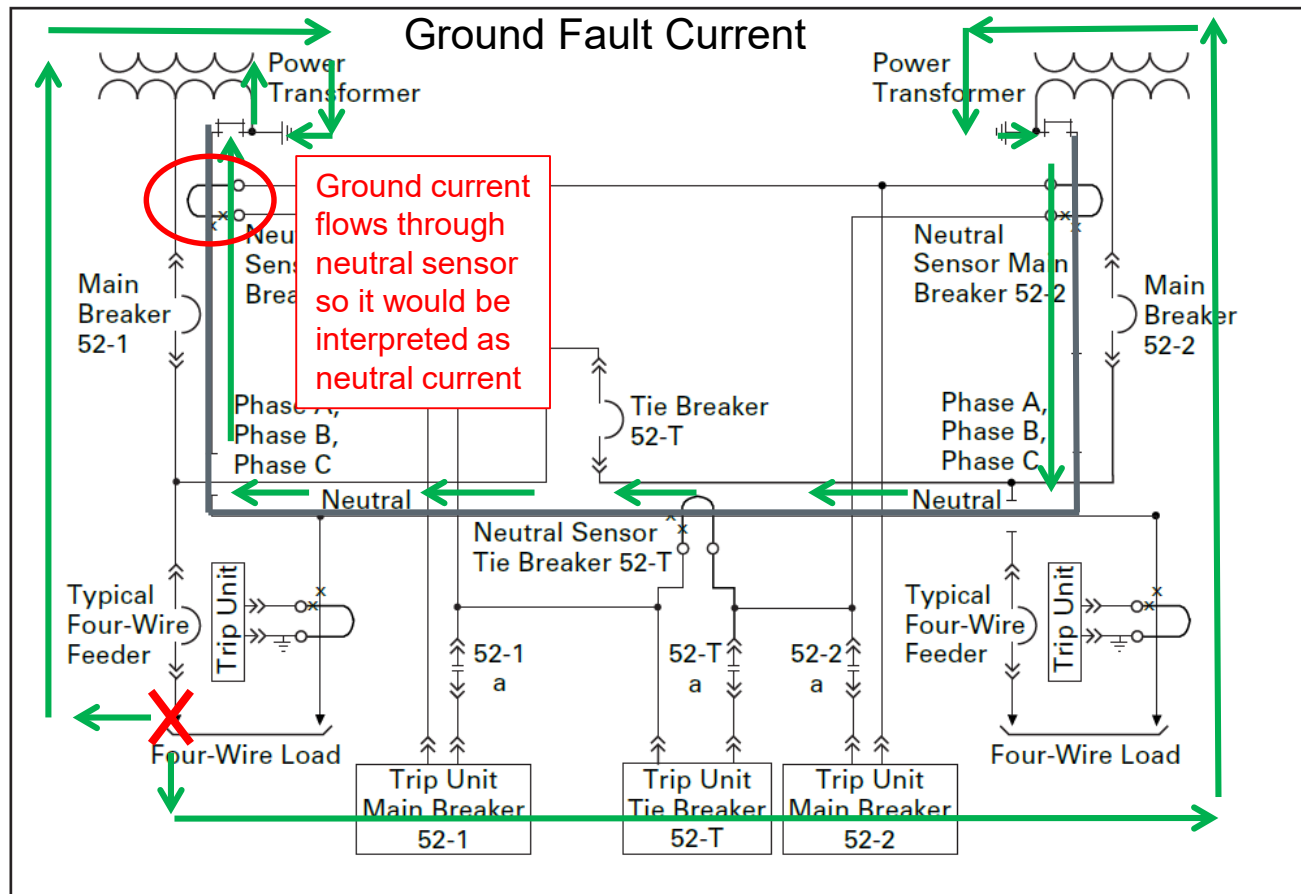 Ground Fault Current
Power
Transformer
Power
Transformer
Ground current
flows through
neutral sensor
so it would be
interpreted as
neutral current
Neu
Sens
Brea
Main
Breaker
52-1
Neutral
Sensor Main
Breaker 52-2
Main
Breaker
52-2
Phase A,
Phase B,
Phase C
Tie Breaker
52-T
Phase A,
Phase B,
Phase C
Neutral
Neutral
Neutral Sensor
Tie Breaker 52-T
Typical
Four-Wire
Feeder
Trip Unit
52-1
a
52-T
a
52-2
a
Typical
Four-Wire
Feeder
Trip Unit
Four-Wire Load
Four-Wire Load
Trip Unit
Main Breaker
52-1
Trip Unit
Tie Breaker
52-T
Trip Unit
Main Breaker
52-2